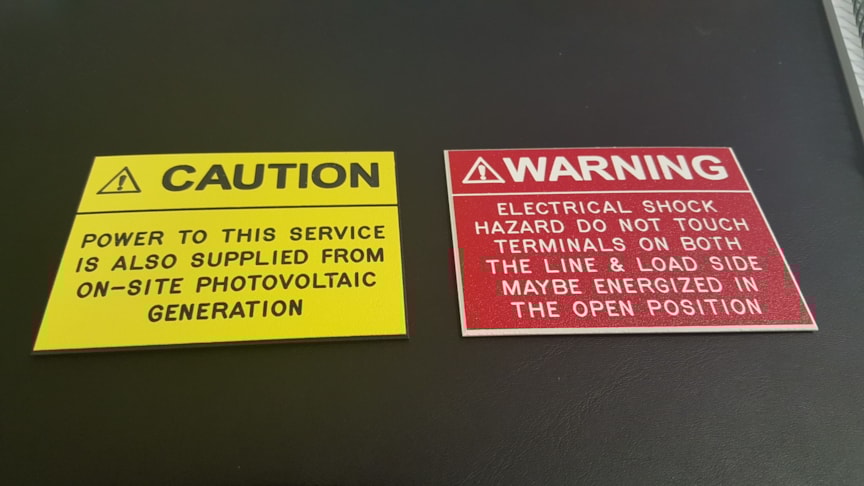 CAUTION
POWER TO THIS SERVICE
IS ALSO SUPPLIED FROM
ON-SITE PHOTOVOLTAIC
GENERATION
WARNING
ELECTRICAL SHOCK
HAZARD DO NOT TOUCH
TERMINALS ON BOTH
THE LINE & LOAD SIDE
MAYBE ENERGIZED IN
THE OPEN POSITION